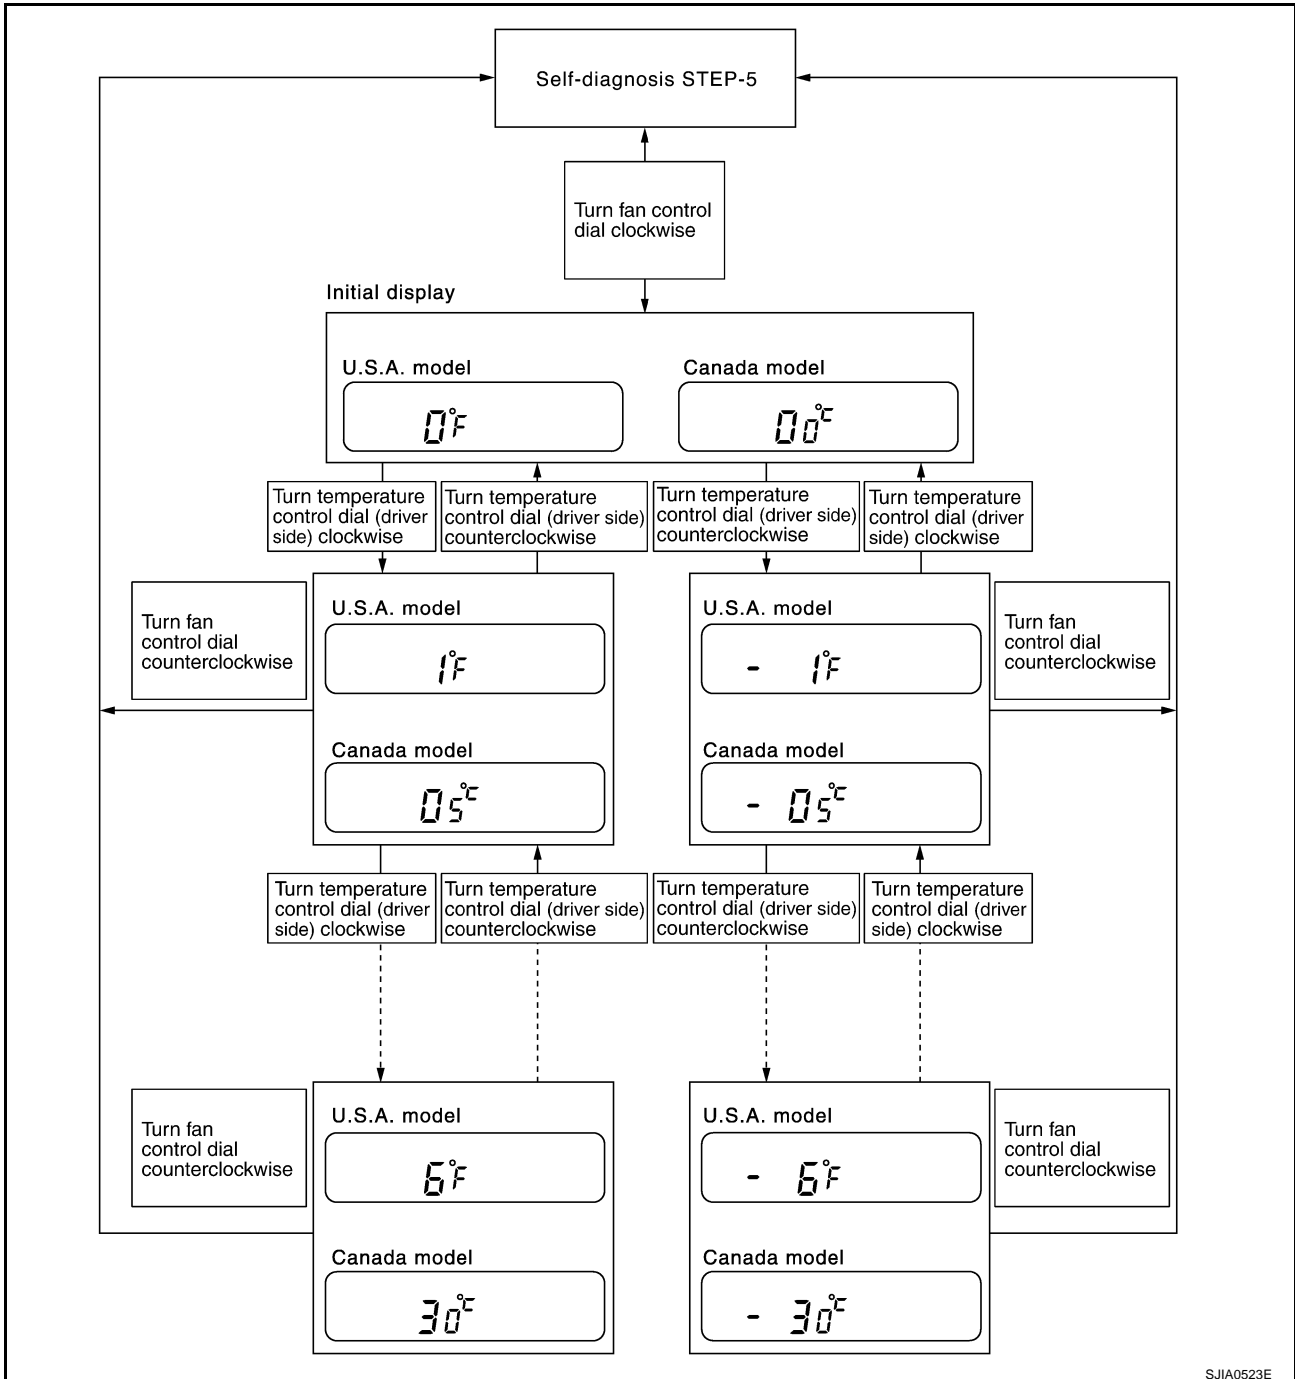 Self-diagnosis STEP-5
Turn fan control
dial clockwise
Initial display
U.S.A. model
0°F
Canada model
00°C
Turn temperature
control dial (driver
side) clockwise
Turn temperature
control dial (driver side)
counterclockwise
Turn temperature
control dial (driver side)
counterclockwise
Turn temperature
control dial (driver
side) clockwise
Turn fan
control dial
counterclockwise
U.S.A. model
1°F
Canada model
05°C
U.S.A. model
- 1°F
Canada model
- 05°C
Turn fan
control dial
counterclockwise
Turn temperature
control dial (driver
side) clockwise
Turn temperature
control dial (driver side)
counterclockwise
Turn temperature
control dial (driver side)
counterclockwise
Turn temperature
control dial (driver
side) clockwise
Turn fan
control dial
counterclockwise
U.S.A. model
6°F
Canada model
30°C
U.S.A. model
- 6°F
Canada model
- 30°C
Turn fan
control dial
counterclockwise
SJIA0523E